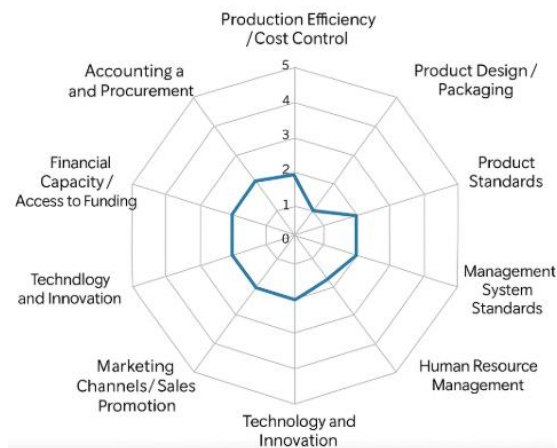 Production Efficiency
/Cost Control
Product Design /
Packaging
Product
Standards
Management
System
Standards
Human Resource
Management
Technology and
Innovation
Marketing
Channels/Sales
Promotion
Techndlogy
and Innovation
Financial
Capacity /
Access to Funding
Accounting a
and Procurement
5
4
3
2
1
0